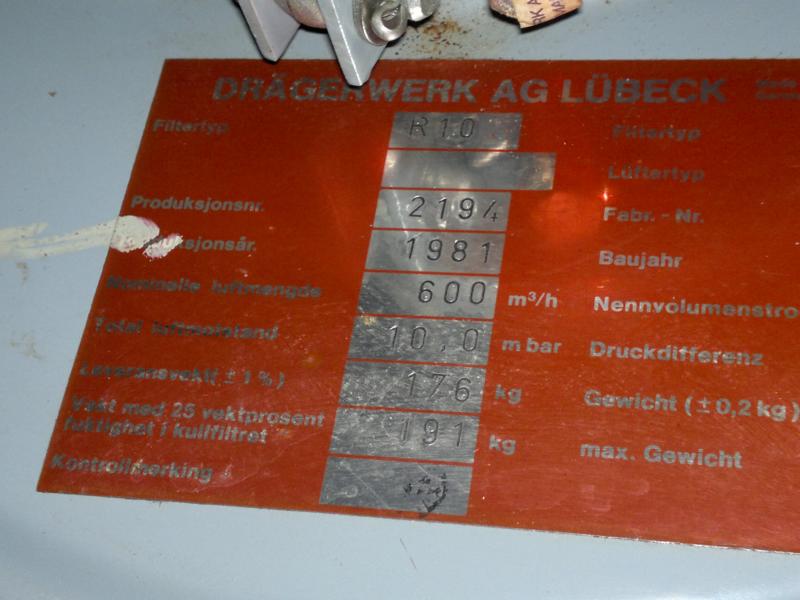 DRÄGERWERK AG LÜBECK Made
Filtertyp R10 Filtertyp
Lüftertyp
Produksjonsnr. 2194 Fabr. - Nr.
1981 Baujahr
Nominelle luftmengde 600 m³/h Nennvolumenstro
Total luftmotstand 10,0 m bar Druckdifferenz
Leveransvekt (± 1%) 176 kg Gewicht (± 0,2 kg)
Vekt med 25 vektprosent
fuktighet i kullfiltret 191 kg max. Gewicht
Kontrollmerking